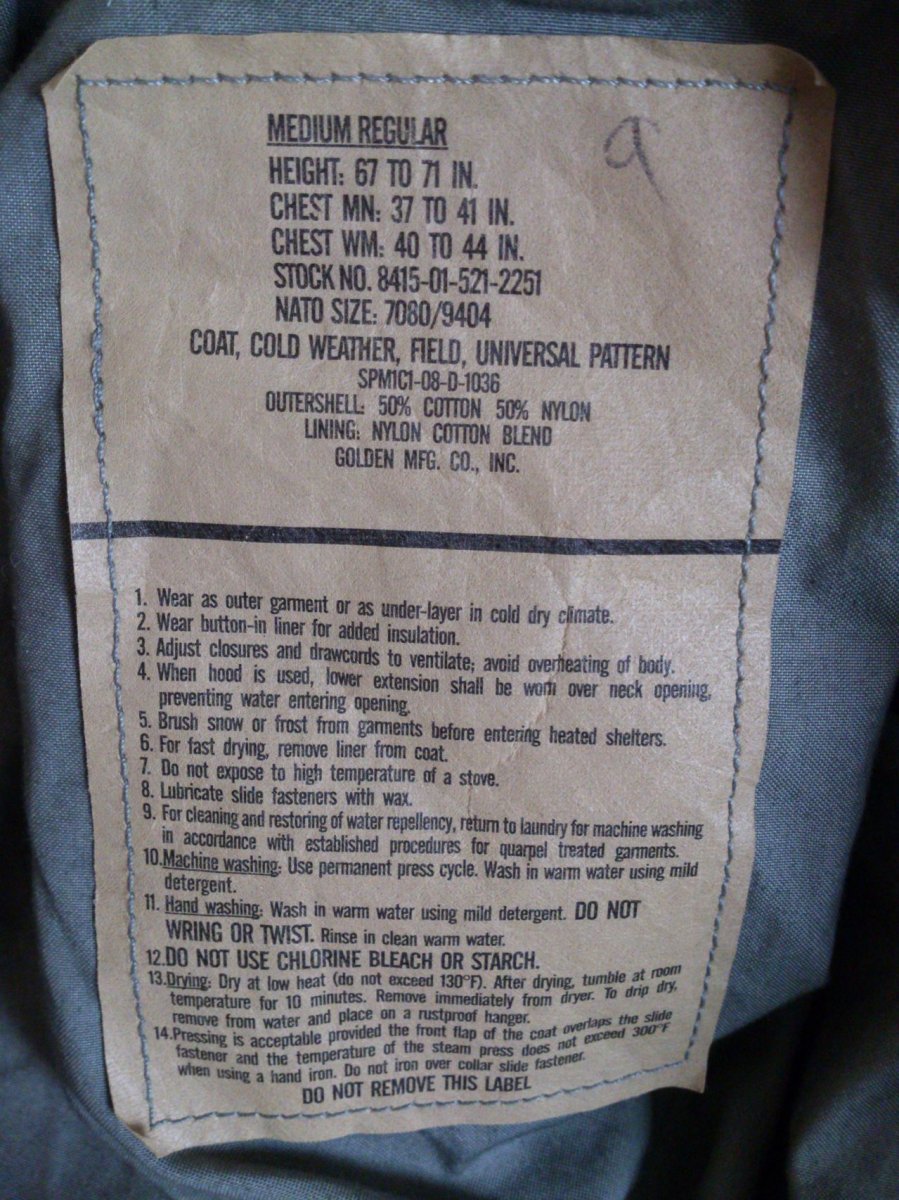 MEDIUM REGULAR
HEIGHT: 67 TO 71 IN.
CHEST MN: 37 TO 41 IN.
CHEST WM: 40 TO 44 IN.
STOCK NO. 8415-01-521-2251
NATO SIZE: 7080/9404
COAT, COLD WEATHER, FIELD, UNIVERSAL PATTERN
SPM1C1-08-D-1036
OUTERSHELL: 50% COTTON 50% NYLON
LINING: NYLON COTTON BLEND
GOLDEN MFG. CO., INC.
1. Wear as outer garment or as under-layer in cold dry climate.
2. Wear button-in liner for added insulation.
3. Adjust closures and drawcords to ventilate; avoid overheating of body.
4. When hood is used, lower extension shall be worn over neck opening,
preventing water entering opening.
5. Brush snow or frost from garments before entering heated shelters.
6. For fast drying, remove liner from coat.
7. Do not expose to high temperature of a stove.
8. Lubricate slide fasteners with wax.
9. For cleaning and restoring of water repellency, return to laundry for machine washing
in accordance with established procedures for quarpel treated garments.
10. Machine washing: Use permanent press cycle. Wash in warm water using mild
detergent.
11. Hand washing: Wash in warm water using mild detergent. DO NOT
WRING OR TWIST. Rinse in clean warm water.
12. DO NOT USE CHLORINE BLEACH OR STARCH.
13. Drying: Dry at low heat (do not exceed 130°F). After drying, tumble at room
temperature for 10 minutes. Remove immediately from dryer. To drip dry,
remove from water and place on a rustproof hanger.
14. Pressing is acceptable provided the front flap of the coat overlaps the slide
fastener and the temperature of the steam press does not exceed 300°F
when using a hand iron. Do not iron over collar slide fastener.
DO NOT REMOVE THIS LABEL